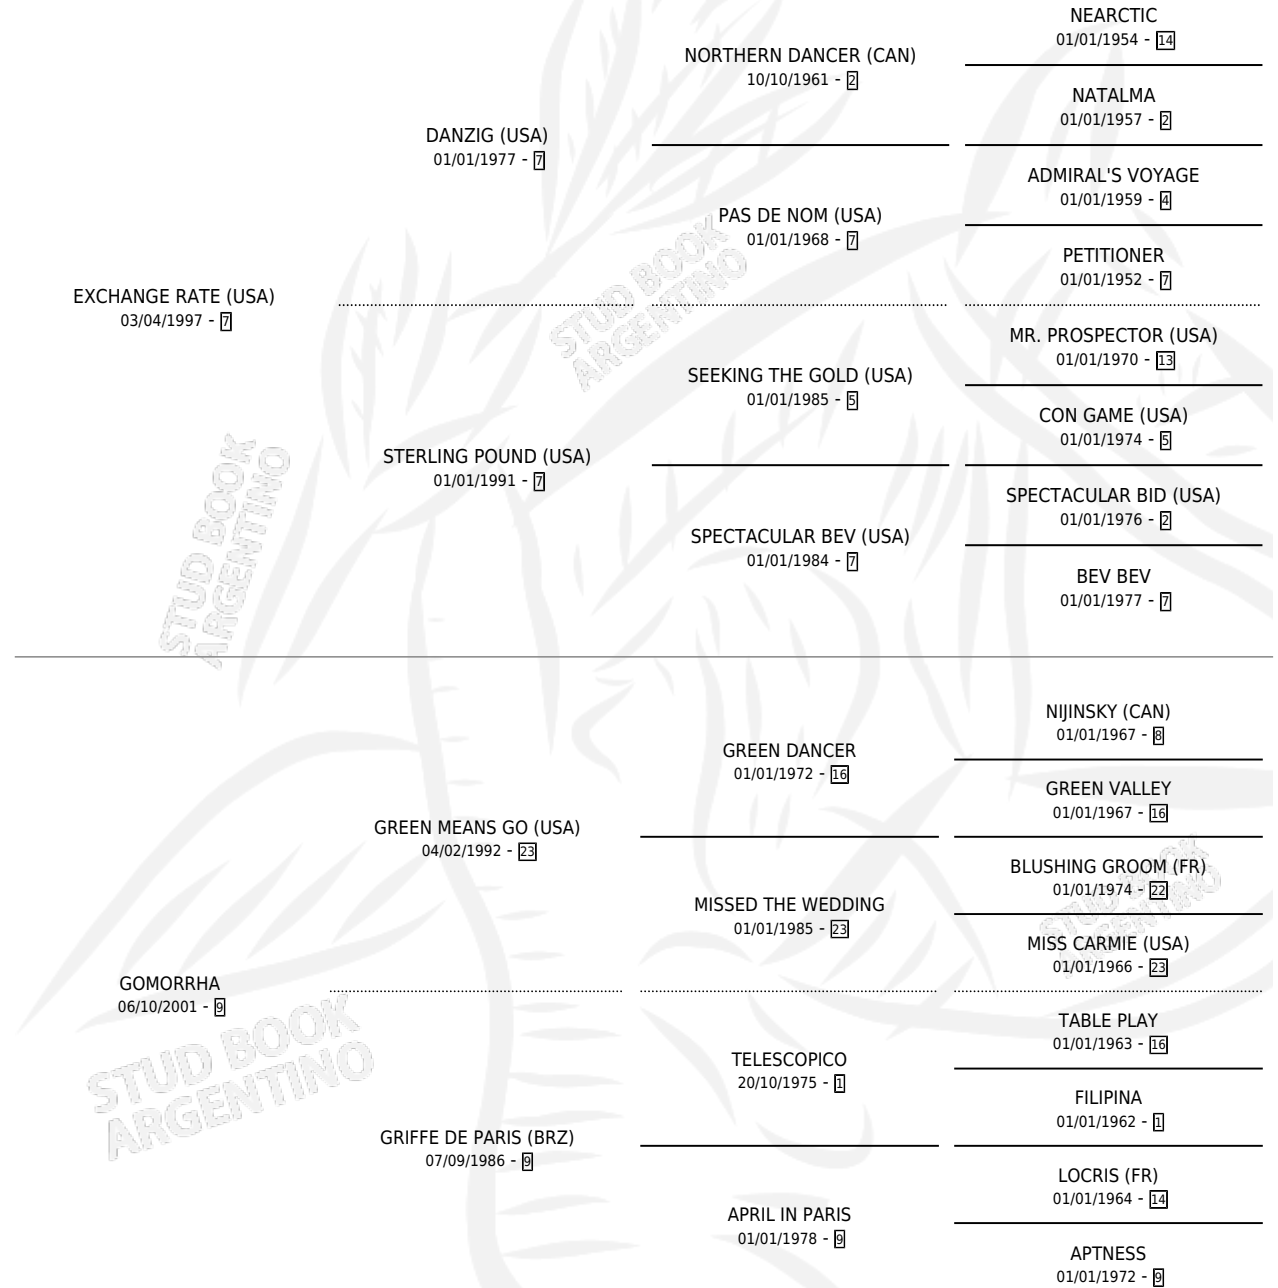 NEARCTIC
01/01/1954 - 14
NORTHERN DANCER (CAN)
10/10/1961 - 2
NATALMA
01/01/1957 - 2
DANZIG (USA)
01/01/1977 - 7
ADMIRAL'S VOYAGE
01/01/1959 - 4
PAS DE NOM (USA)
01/01/1968 - 7
PETITIONER
01/01/1952 - 7
EXCHANGE RATE (USA)
03/04/1997 - 7
STUD BOOK
ARGENTINO
MR. PROSPECTOR (USA)
01/01/1970 - 13
SEEKING THE GOLD (USA)
01/01/1985 - 5
CON GAME (USA)
01/01/1974 - 5
STERLING POUND (USA)
01/01/1991 - 7
SPECTACULAR BID (USA)
01/01/1976 - 2
SPECTACULAR BEV (USA)
01/01/1984 - 7
BEV BEV
01/01/1977 - 7
STUD BOOK
ARGENTINO
NIJINSKY (CAN)
01/01/1967 - 8
GREEN DANCER
01/01/1972 - 16
GREEN VALLEY
01/01/1967 - 16
GREEN MEANS GO (USA)
04/02/1992 - 23
BLUSHING GROOM (FR)
01/01/1974 - 22
STUD BOOK
ARGENTINO
MISSED THE WEDDING
01/01/1985 - 23
MISS CARMIE (USA)
01/01/1966 - 23
GOMORRHA
06/10/2001 - 9
STUD BOOK
ARGENTINO
TABLE PLAY
01/01/1963 - 16
TELESCOPICO
20/10/1975 - 1
FILIPINA
01/01/1962 - 1
GRIFFE DE PARIS (BRZ)
07/09/1986 - 9
LOCRIS (FR)
01/01/1964 - 14
APRIL IN PARIS
01/01/1978 - 9
APTNESS
01/01/1972 - 9